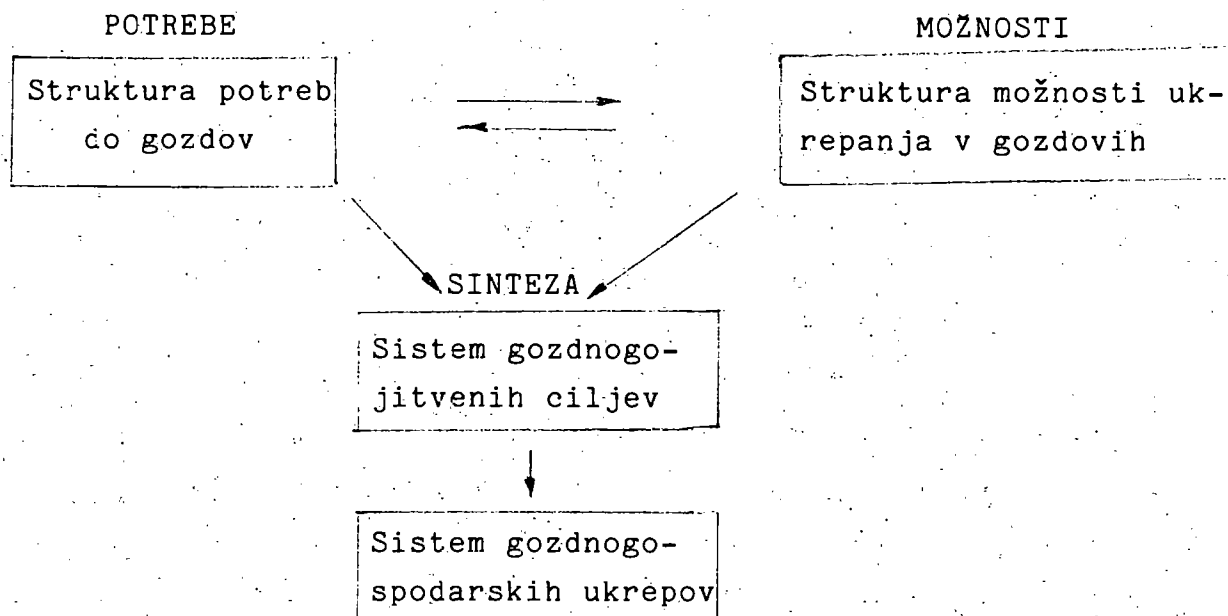 POTREBE
MOŽNOSTI
Struktura potreb
do gozdov
Struktura možnosti uk-
repanja v gozdovih
SINTEZA
Sistem gozdnogo-
jitvenih ciljev
Sistem gozdnogo-
spodarskih ukrepov